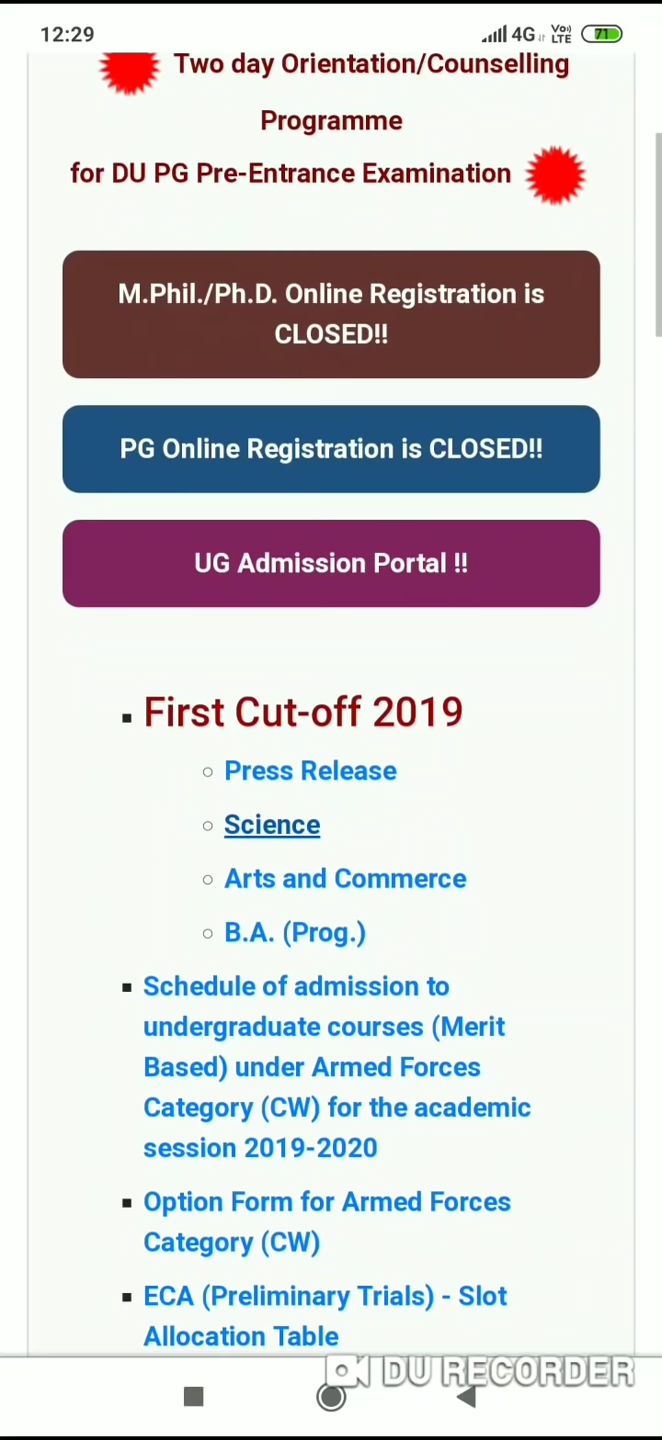 12:29
4G Vo)) LTE 71
Two day Orientation/Counselling
Programme
for DU PG Pre-Entrance Examination
M.Phil./Ph.D. Online Registration is
CLOSED!!
PG Online Registration is CLOSED!!
UG Admission Portal !!
First Cut-off 2019
Press Release
Science
Arts and Commerce
B.A. (Prog.)
Schedule of admission to
undergraduate courses (Merit
Based) under Armed Forces
Category (CW) for the academic
session 2019-2020
Option Form for Armed Forces
Category (CW)
ECA (Preliminary Trials) - Slot
Allocation Table
DU RECORDER